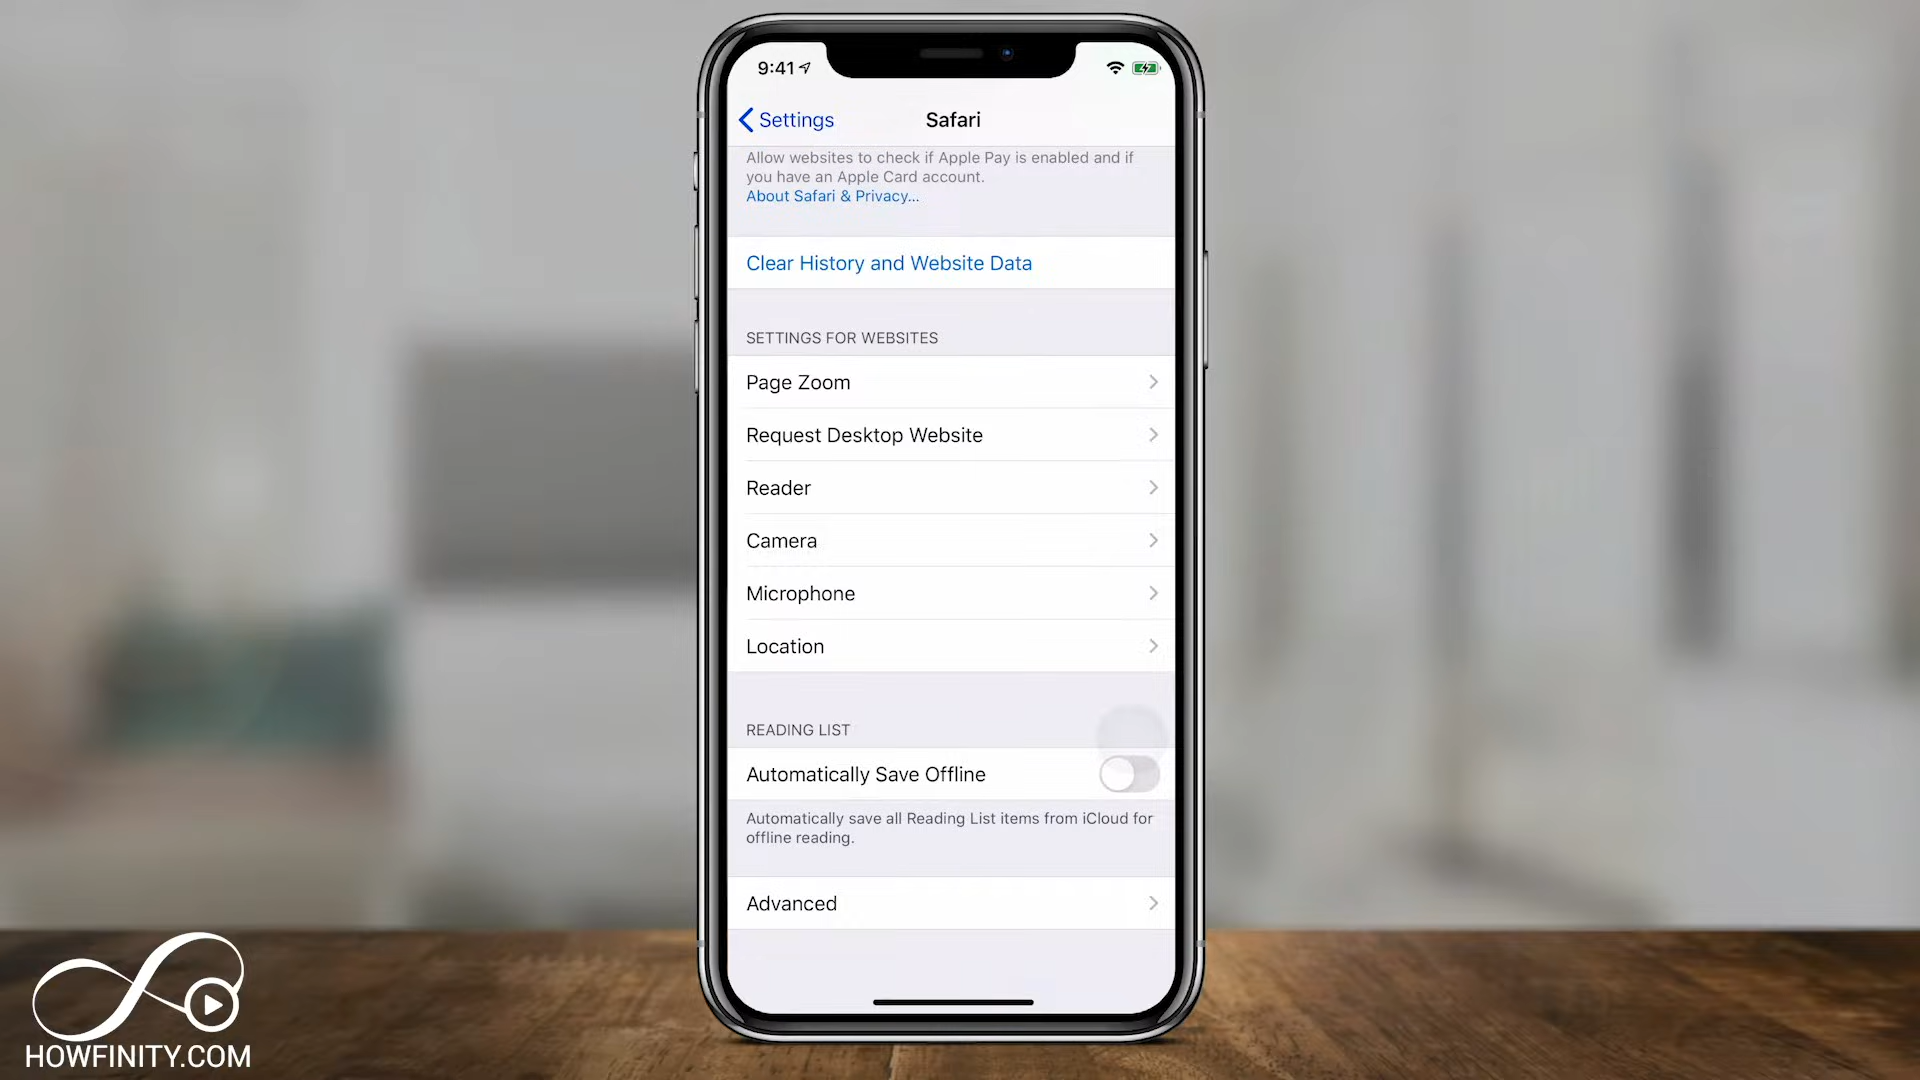 9:41
Settings
Safari
Allow websites to check if Apple Pay is enabled and if
you have an Apple Card account.
About Safari & Privacy...
Clear History and Website Data
SETTINGS FOR WEBSITES
Page Zoom
Request Desktop Website
Reader
Camera
Microphone
Location
READING LIST
Automatically Save Offline
Automatically save all Reading List items from iCloud for
offline reading.
Advanced
HOWFINITY.COM